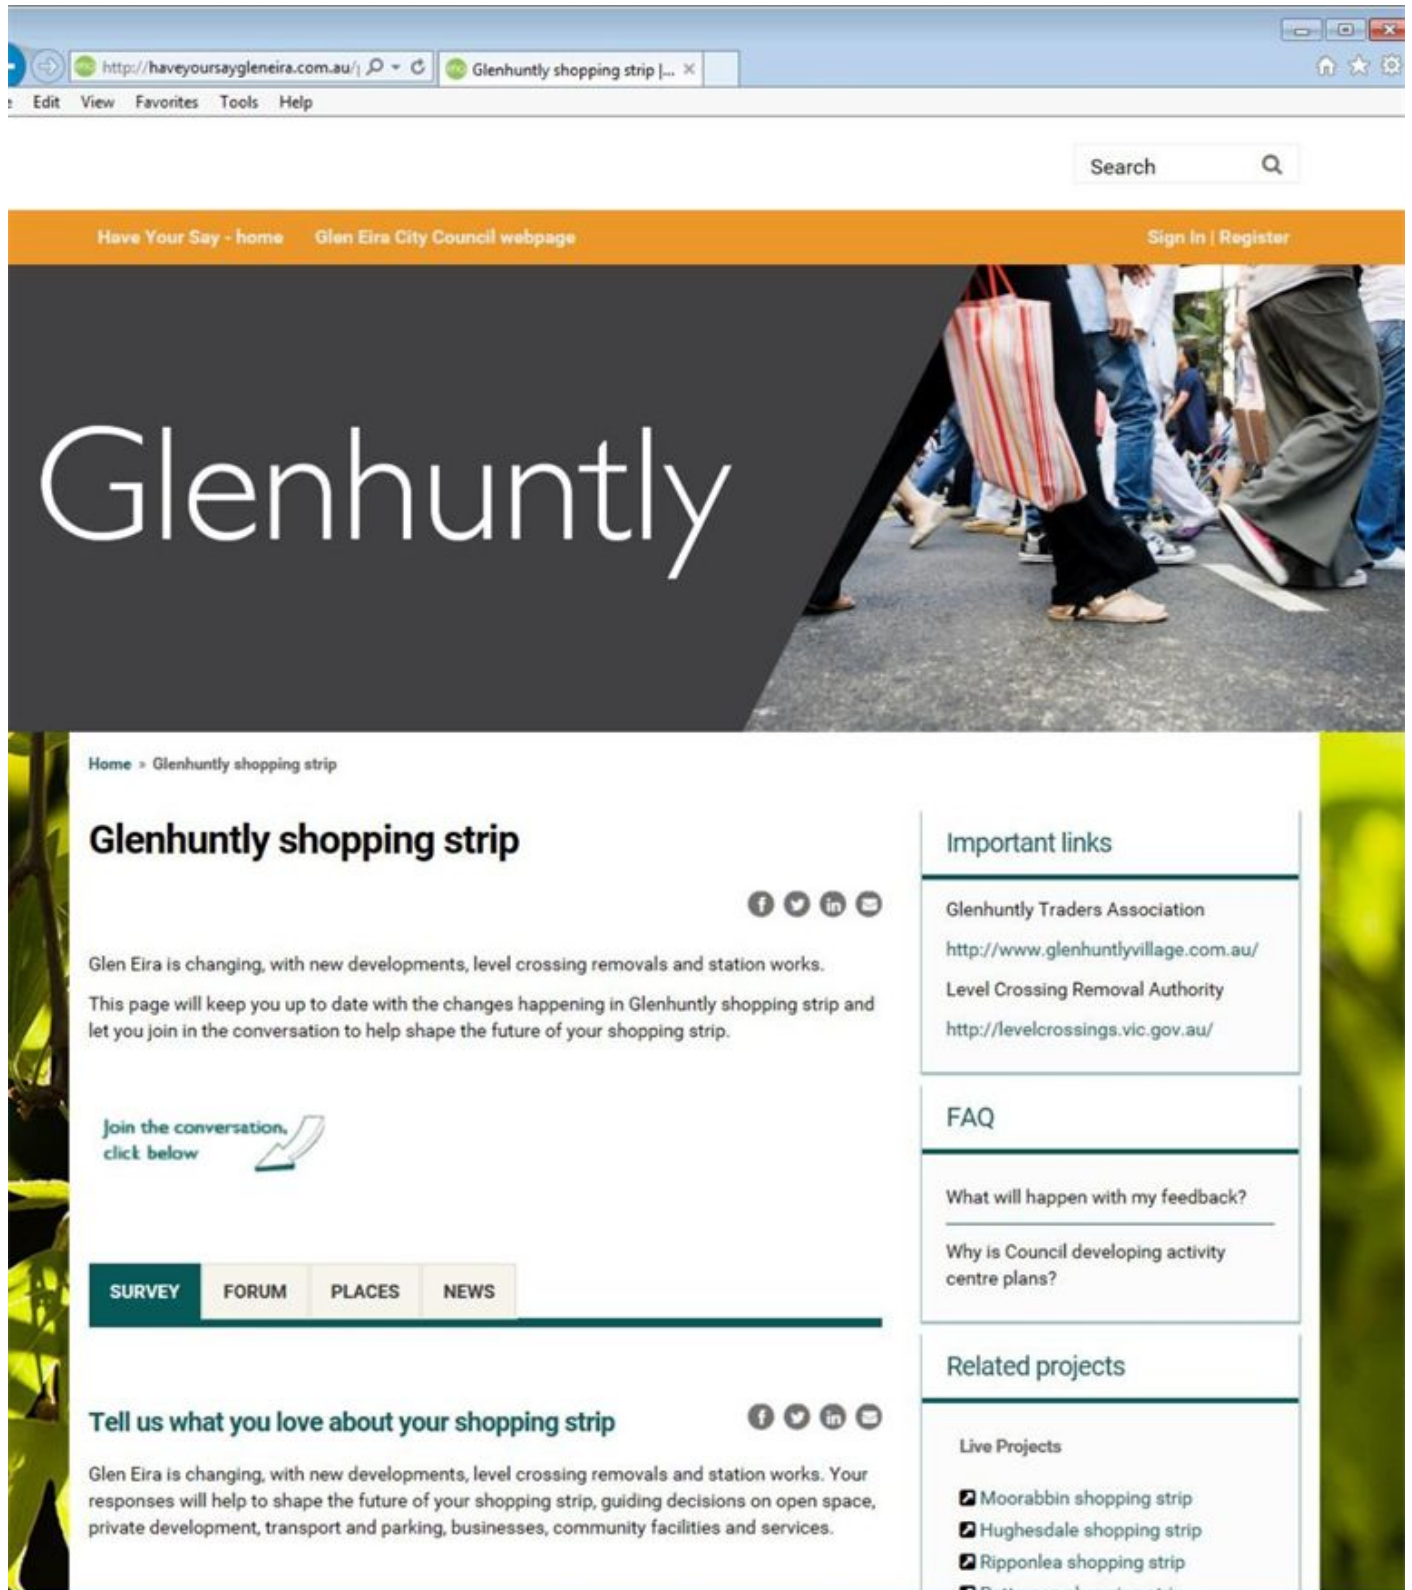 http://haveyoursaygleneira.com.au/
Glenhuntly shopping strip |...
Edit View Favorites Tools Help
Search
Have Your Say - home Glen Eira City Council webpage Sign In | Register
Glenhuntly
Home » Glenhuntly shopping strip
Glenhuntly shopping strip
Glen Eira is changing, with new developments, level crossing removals and station works.
This page will keep you up to date with the changes happening in Glenhuntly shopping strip and
let you join in the conversation to help shape the future of your shopping strip.
Join the conversation,
click below
SURVEY FORUM PLACES NEWS
Tell us what you love about your shopping strip
Glen Eira is changing, with new developments, level crossing removals and station works. Your
responses will help to shape the future of your shopping strip, guiding decisions on open space,
private development, transport and parking, businesses, community facilities and services.
Important links
Glenhuntly Traders Association
http://www.glenhuntlyvillage.com.au/
Level Crossing Removal Authority
http://levelcrossings.vic.gov.au/
FAQ
What will happen with my feedback?
Why is Council developing activity
centre plans?
Related projects
Live Projects
Moorabbin shopping strip
Hughesdale shopping strip
Ripponlea shopping strip